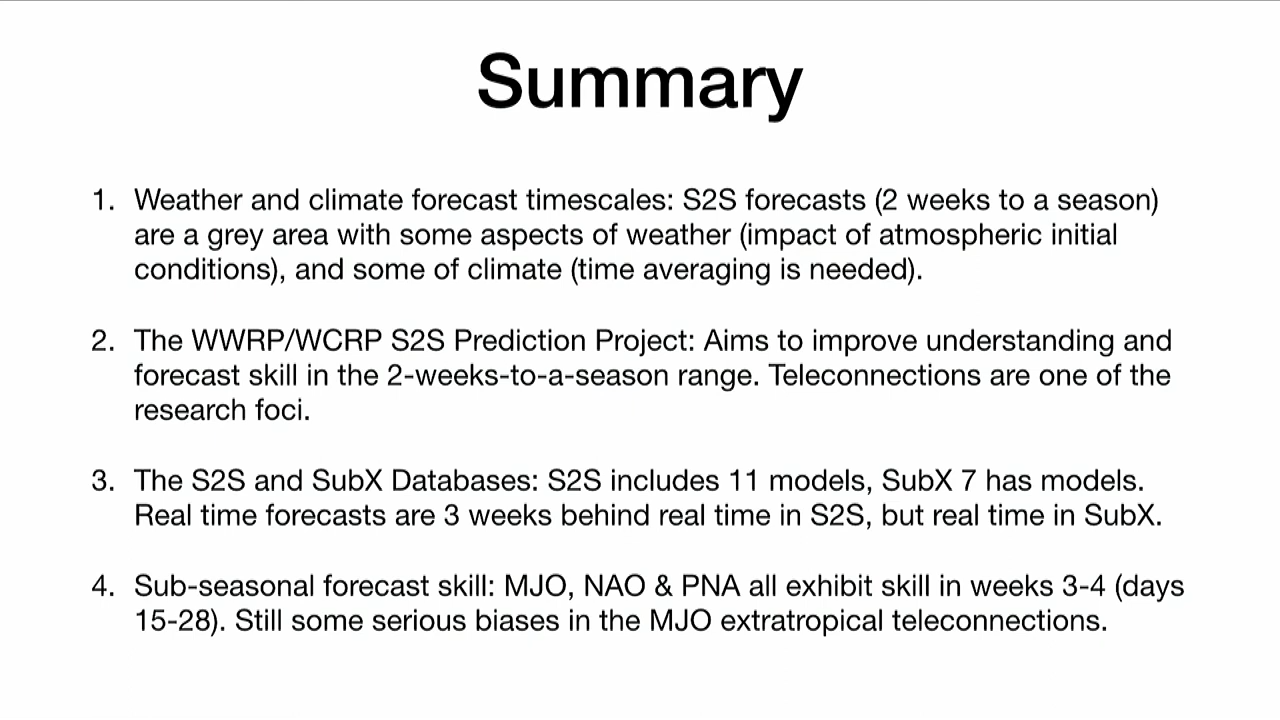 Summary
1. Weather and climate forecast timescales: S2S forecasts (2 weeks to a season)
are a grey area with some aspects of weather (impact of atmospheric initial
conditions), and some of climate (time averaging is needed).
2. The WWRP/WCRP S2S Prediction Project: Aims to improve understanding and
forecast skill in the 2-weeks-to-a-season range. Teleconnections are one of the
research foci.
3. The S2S and SubX Databases: S2S includes 11 models, SubX 7 has models.
Real time forecasts are 3 weeks behind real time in S2S, but real time in SubX.
4. Sub-seasonal forecast skill: MJO, NAO & PNA all exhibit skill in weeks 3-4 (days
15-28). Still some serious biases in the MJO extratropical teleconnections.